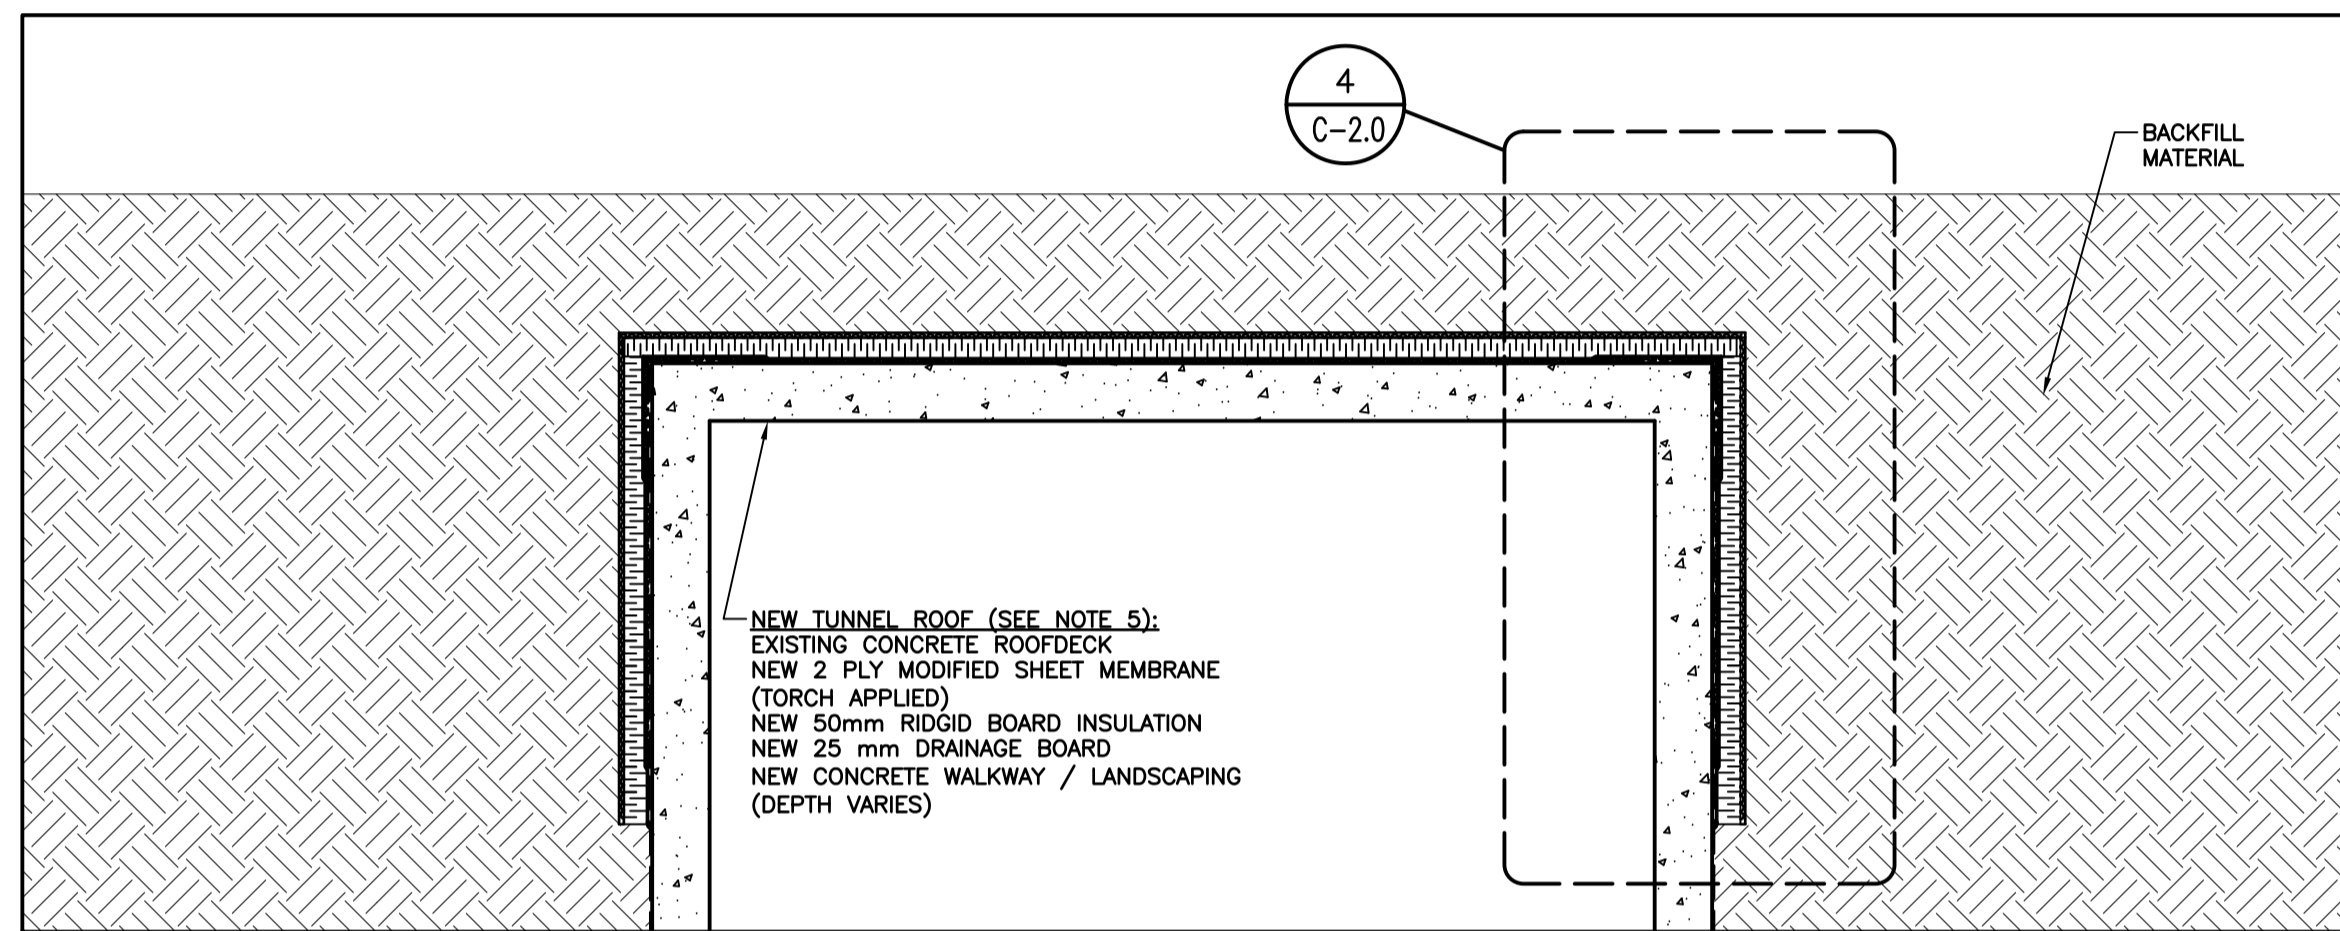 4
C-2.0
BACKFILL
MATERIAL
NEW TUNNEL ROOF (SEE NOTE 5):
EXISTING CONCRETE ROOFDECK
NEW 2 PLY MODIFIED SHEET MEMBRANE
(TORCH APPLIED)
NEW 50mm RIDGID BOARD INSULATION
NEW 25 mm DRAINAGE BOARD
NEW CONCRETE WALKWAY / LANDSCAPING
(DEPTH VARIES)